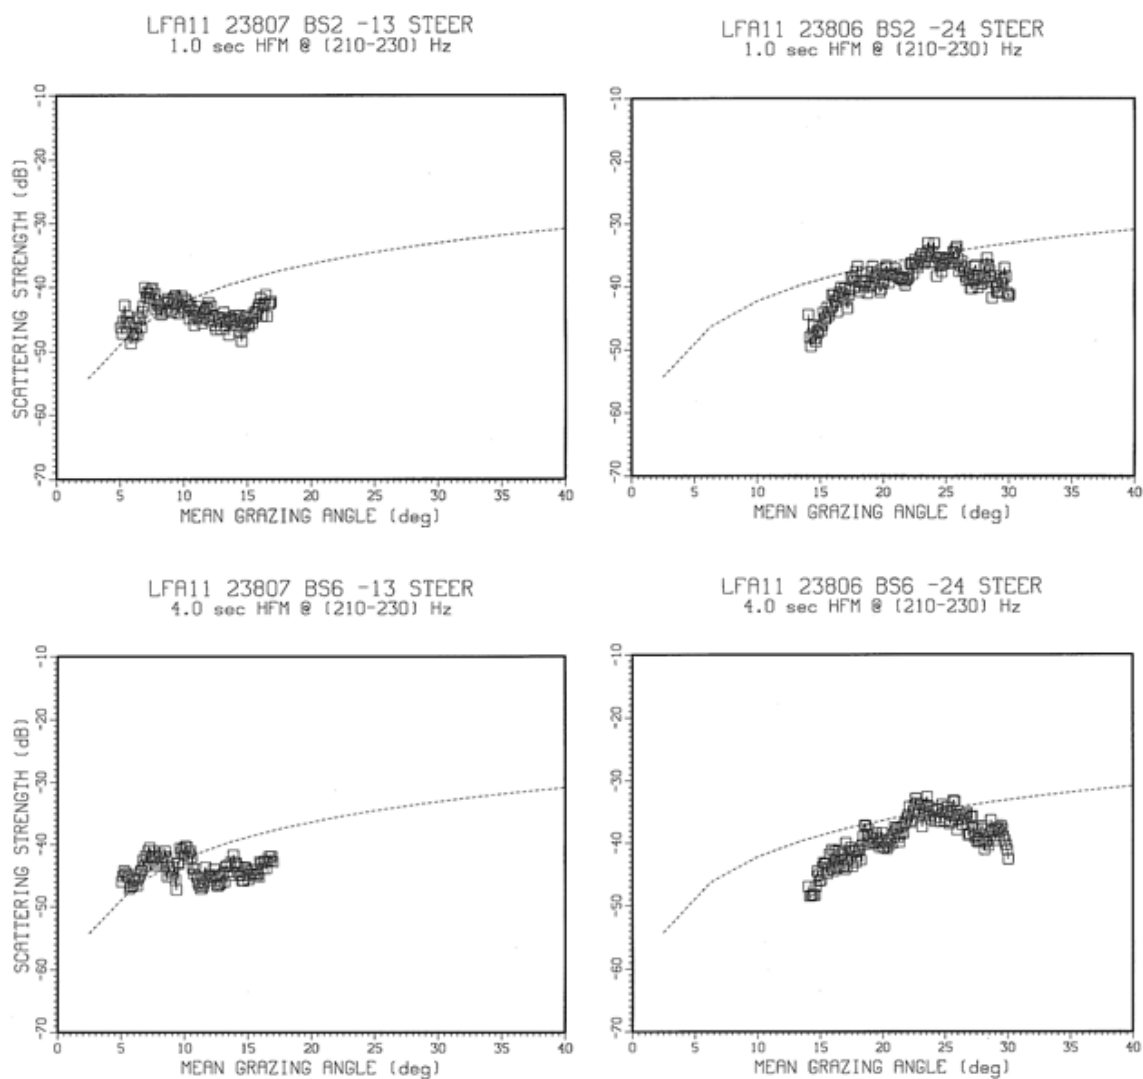 LFA11 23807 BS2 -13 STEER
1.0 sec HFM @ (210-230) Hz
SCATTERING STRENGTH (dB)
-10
-20
-30
-40
-50
-60
-70
0 5 10 15 20 25 30 35 40
MEAN GRAZING ANGLE (deg)
LFA11 23806 BS2 -24 STEER
1.0 sec HFM @ (210-230) Hz
-10
-20
-30
-40
-50
-60
-70
0 5 10 15 20 25 30 35 40
MEAN GRAZING ANGLE (deg)
LFA11 23807 BS6 -13 STEER
4.0 sec HFM @ (210-230) Hz
SCATTERING STRENGTH (dB)
-10
-20
-30
-40
-50
-60
-70
0 5 10 15 20 25 30 35 40
MEAN GRAZING ANGLE (deg)
LFA11 23806 BS6 -24 STEER
4.0 sec HFM @ (210-230) Hz
-10
-20
-30
-40
-50
-60
-70
0 5 10 15 20 25 30 35 40
MEAN GRAZING ANGLE (deg)